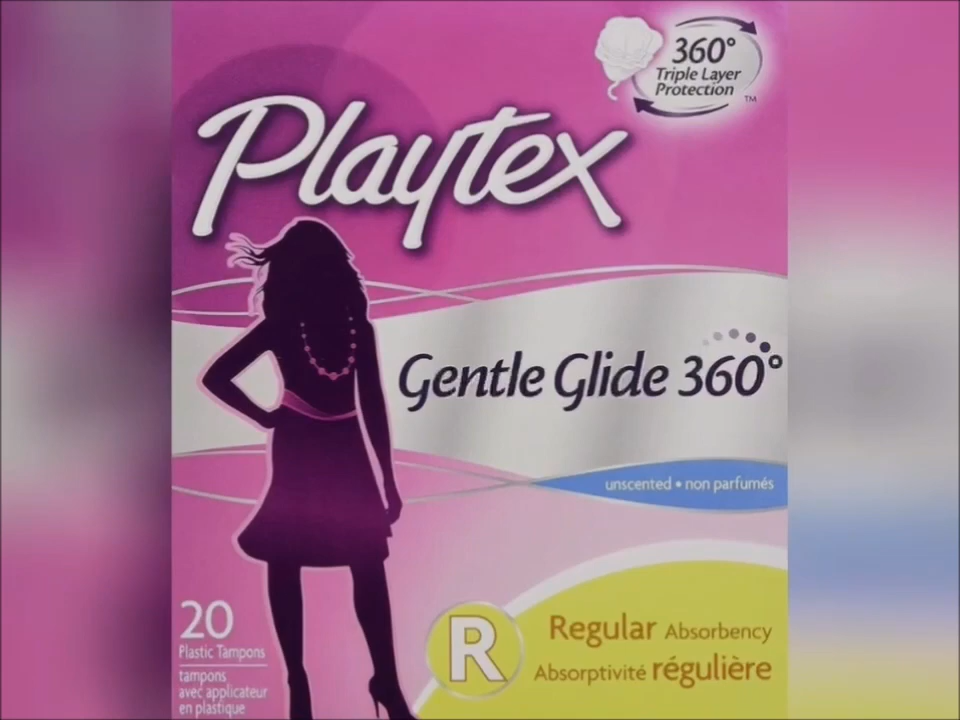 360°
Triple Layer
Protection
TM
Playtex
Gentle Glide 360°
unscented • non parfumés
20
Plastic Tampons
tampons
avec applicateur
en plastique
R
Regular Absorbency
Absorptivité régulière